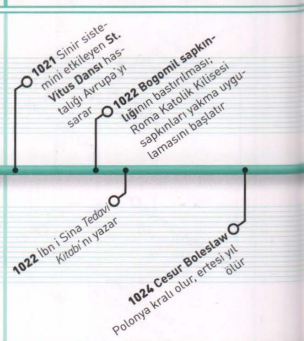 1021 Sinir siste-
mini etkileyen St.
Vitus Dansı has-
talığı Avrupa'yı
sarar
1022 Bogomil sapkın-
lığının bastırılması;
Roma Katolik Kilisesi
sapkınları yakma uygu-
lamasını başlatır
1022 İbn i Sina Tedavi
Kitabı'nı yazar
1024 Cesur Boleslaw
Polonya kralı olur, ertesi yıl
ölür